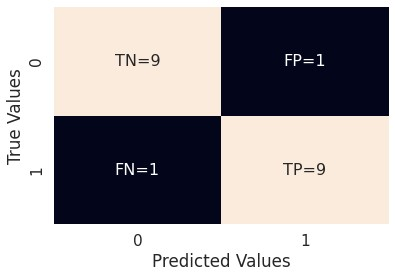 True Values
0
TN=9
FP=1
1
FN=1
TP=9
0
1
Predicted Values